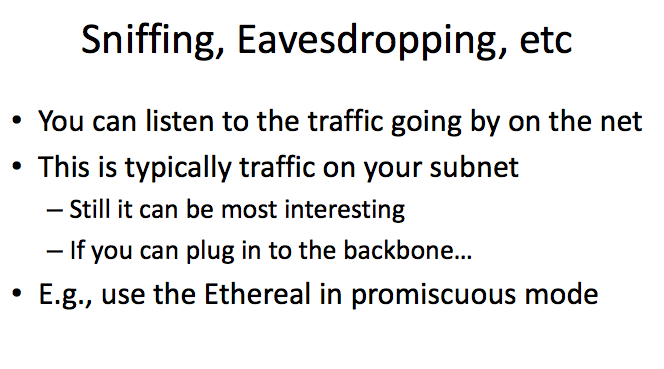 Sniffing, Eavesdropping, etc
• You can listen to the traffic going by on the net
• This is typically traffic on your subnet
– Still it can be most interesting
– If you can plug in to the backbone…
• E.g., use the Ethereal in promiscuous mode